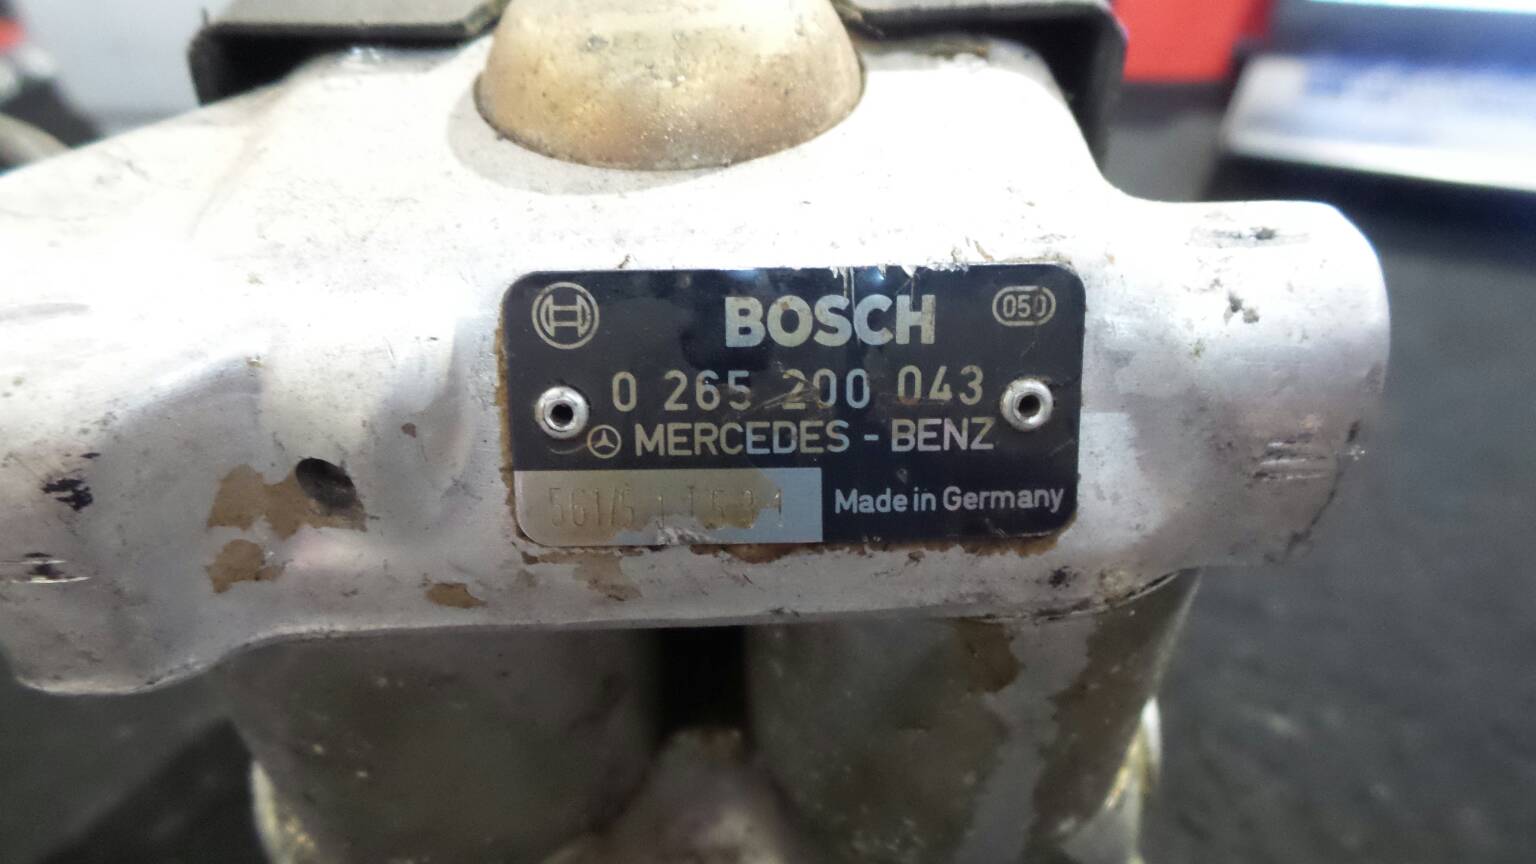 BOSCH 050
0 265 200 043
MERCEDES - BENZ
Made in Germany